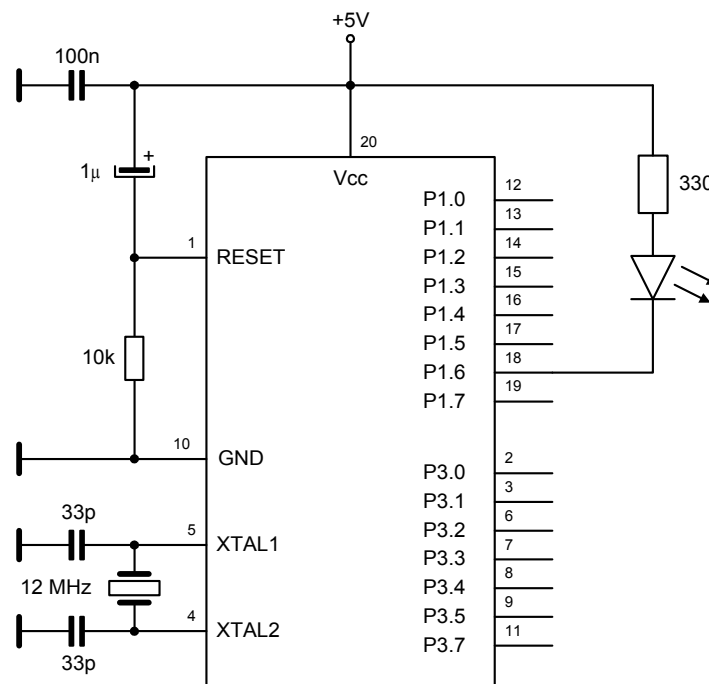 +5V
100n
20
Vcc
1μ
+
330
P1.0
12
P1.1
13
1
RESET
P1.2
14
P1.3
15
P1.4
16
P1.5
17
10k
P1.6
18
P1.7
19
10
GND
P3.0
2
P3.1
3
33p
5
XTAL1
P3.2
6
P3.3
7
12 MHz
P3.4
8
4
XTAL2
P3.5
9
33p
P3.7
11